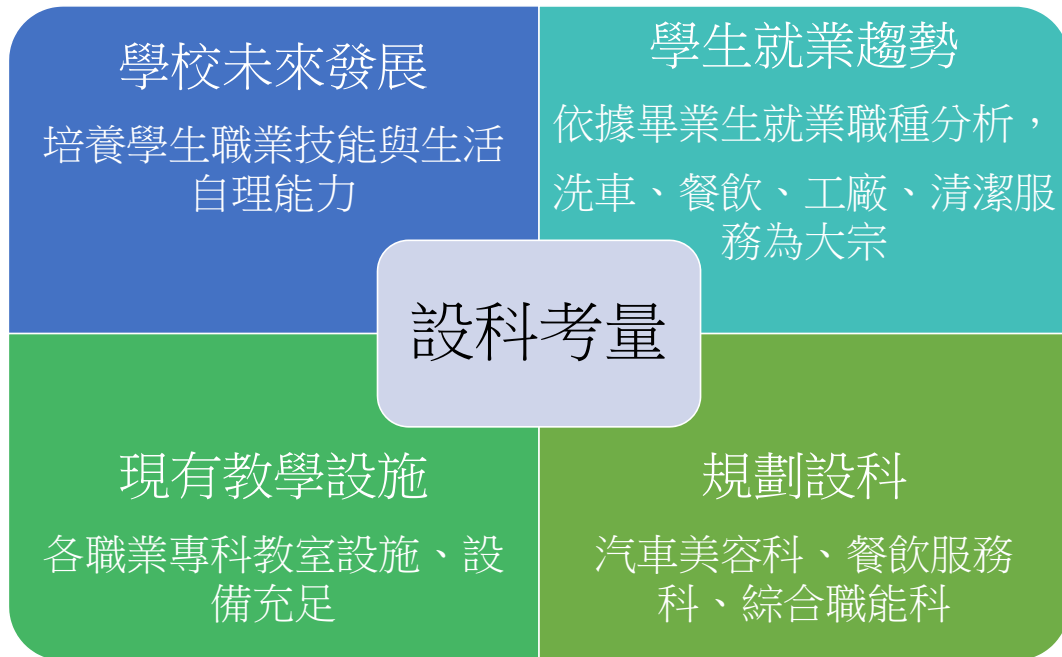 學校未來發展
培養學生職業技能與生活
自理能力
學生就業趨勢
依據畢業生就業職種分析，
洗車、餐飲、工廠、清潔服
務為大宗
設科考量
現有教學設施
各職業專科教室設施、設
備充足
規劃設科
汽車美容科、餐飲服務
科、綜合職能科